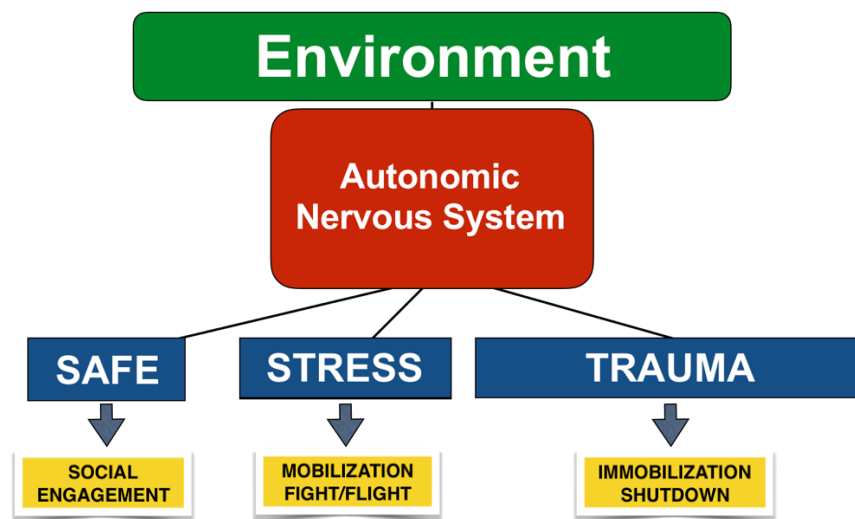 Environment
Autonomic
Nervous System
SAFE
STRESS
TRAUMA
SOCIAL
ENGAGEMENT
MOBILIZATION
FIGHT/FLIGHT
IMMOBILIZATION
SHUTDOWN